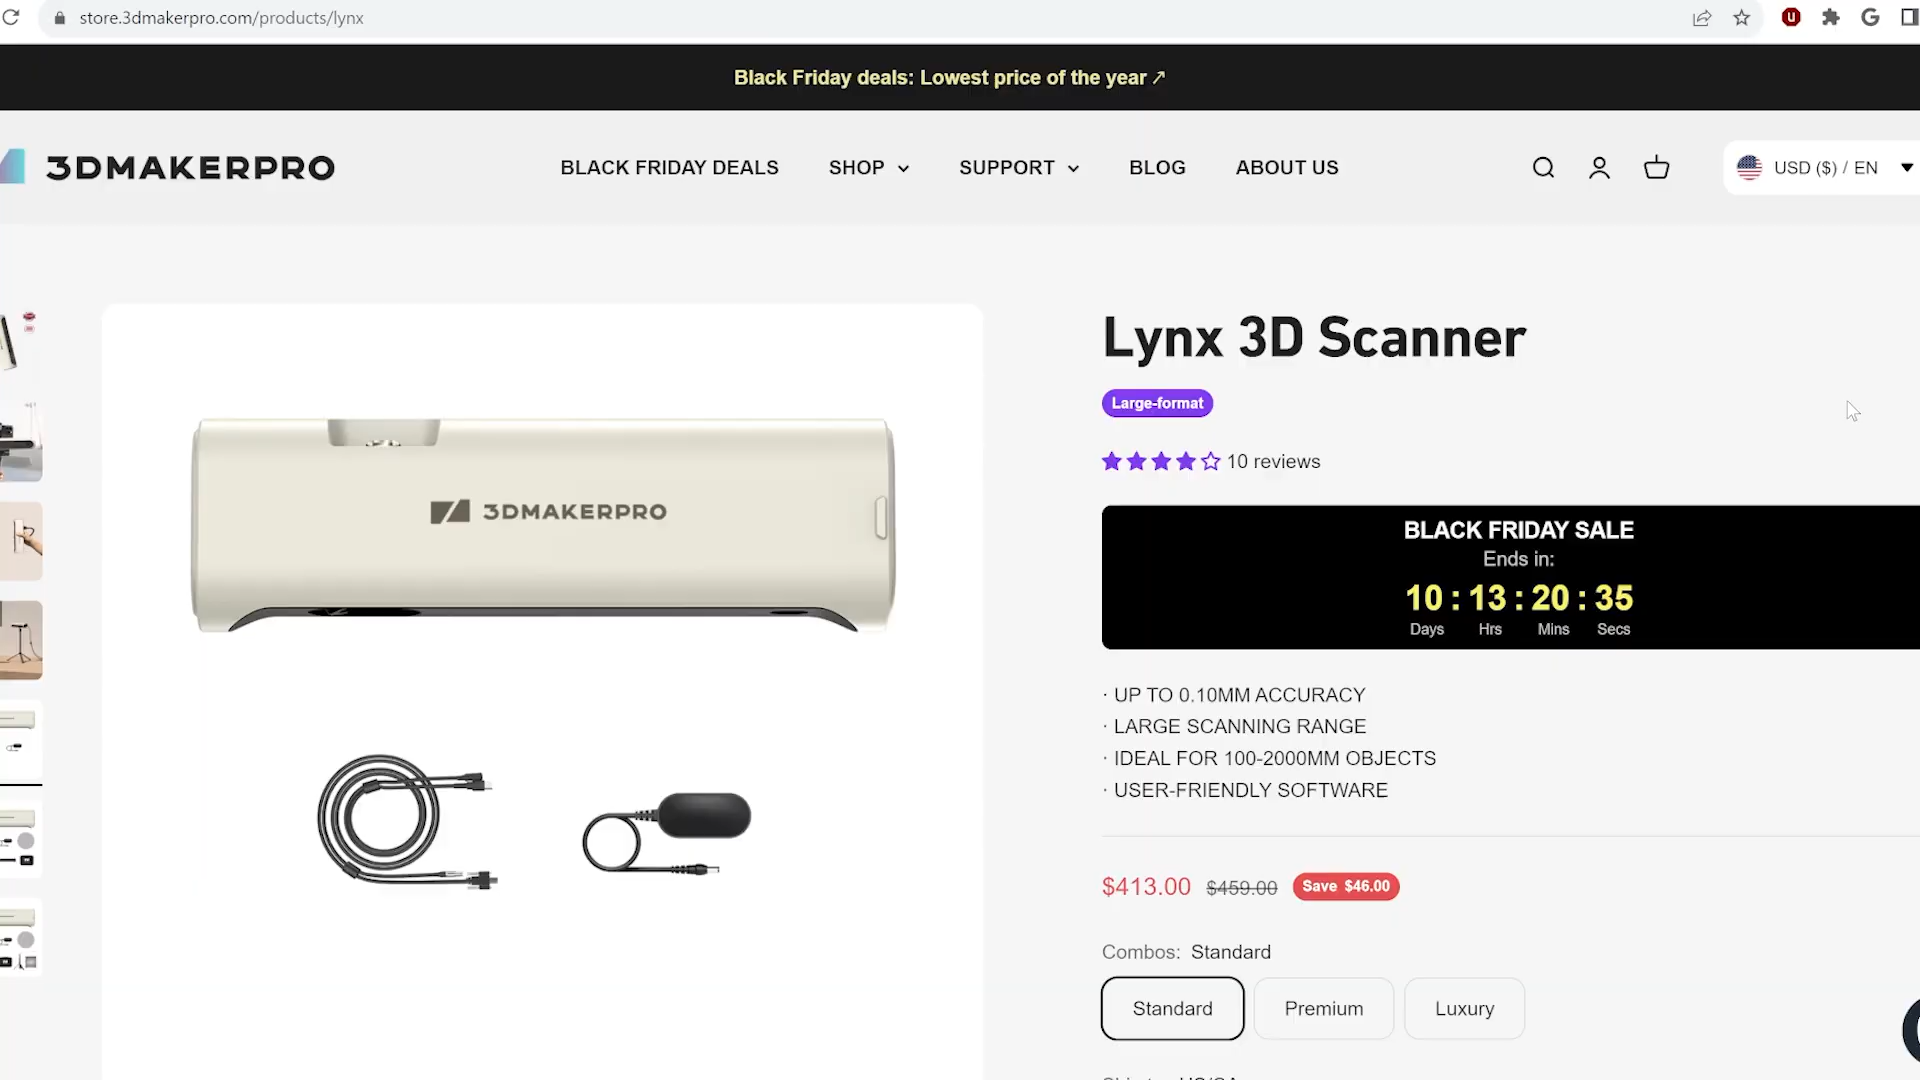 store.3dmakerpro.com/products/lynx
Black Friday deals: Lowest price of the year ↗
3DMAKERPRO
BLACK FRIDAY DEALS
SHOP
SUPPORT
BLOG
ABOUT US
USD ($) / EN
3DMAKERPRO
Lynx 3D Scanner
Large-format
10 reviews
BLACK FRIDAY SALE
Ends in:
10 : 13 : 20 : 35
Days Hrs Mins Secs
· UP TO 0.10MM ACCURACY
· LARGE SCANNING RANGE
· IDEAL FOR 100-2000MM OBJECTS
· USER-FRIENDLY SOFTWARE
$413.00 $459.00 Save $46.00
Combos: Standard
Standard Premium Luxury